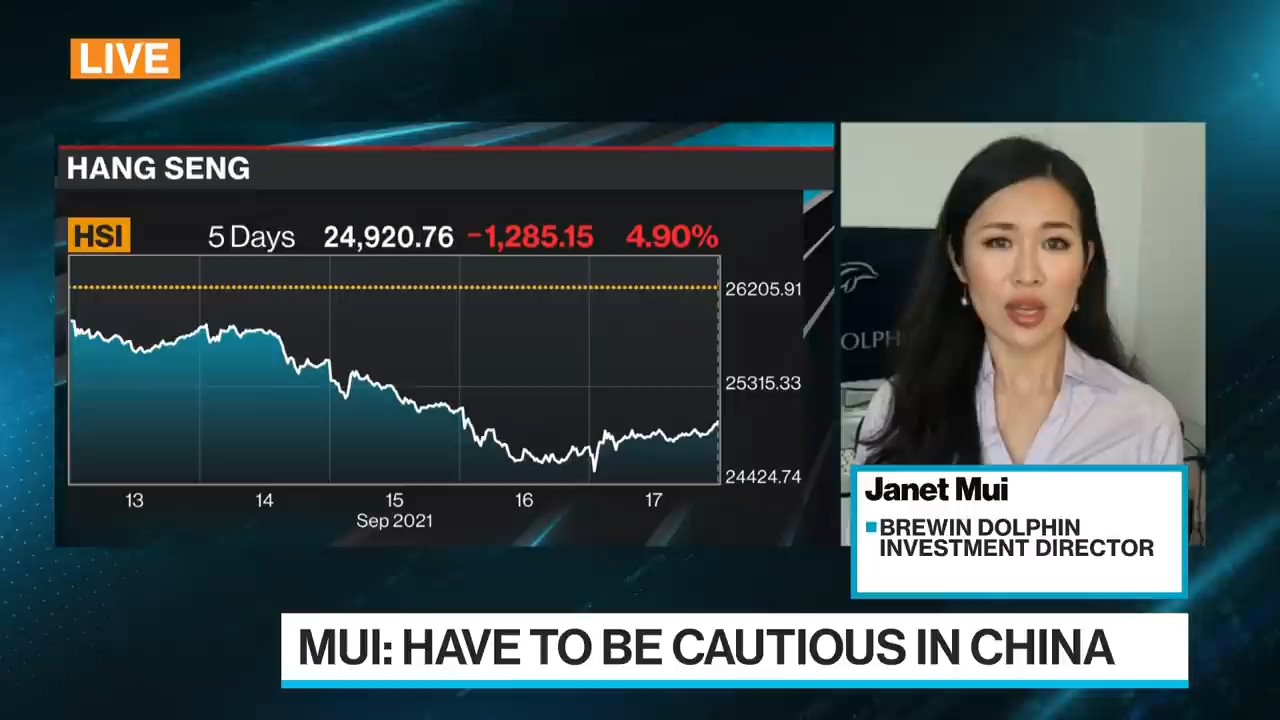 LIVE
HANG SENG
HSI 5 Days 24,920.76 −1,285.15 4.90%
26205.91
25315.33
24424.74
13 14 15 16 17
Sep 2021
OLPH
Janet Mui
BREWIN DOLPHIN
INVESTMENT DIRECTOR
MUI: HAVE TO BE CAUTIOUS IN CHINA